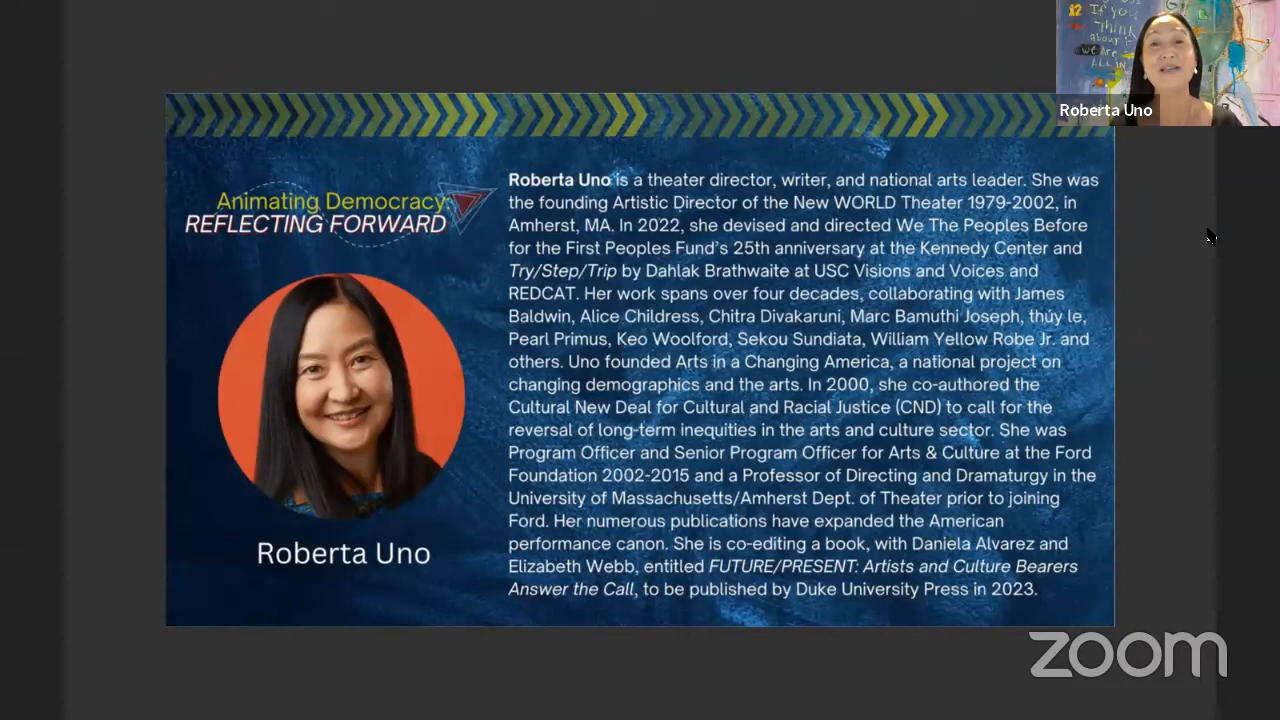 12 If you
Think
about i
we are
ALL IN
Roberta Uno
Animating Democracy:
REFLECTING FORWARD
Roberta Uno
Roberta Uno is a theater director, writer, and national arts leader. She was
the founding Artistic Director of the New WORLD Theater 1979-2002, in
Amherst, MA. In 2022, she devised and directed We The Peoples Before
for the First Peoples Fund's 25th anniversary at the Kennedy Center and
Try/Step/Trip by Dahlak Brathwaite at USC Visions and Voices and
REDCAT. Her work spans over four decades, collaborating with James
Baldwin, Alice Childress, Chitra Divakaruni, Marc Bamuthi Joseph, thúy le,
Pearl Primus, Keo Woolford, Sekou Sundiata, William Yellow Robe Jr. and
others. Uno founded Arts in a Changing America, a national project on
changing demographics and the arts. In 2000, she co-authored the
Cultural New Deal for Cultural and Racial Justice (CND) to call for the
reversal of long-term inequities in the arts and culture sector. She was
Program Officer and Senior Program Officer for Arts & Culture at the Ford
Foundation 2002-2015 and a Professor of Directing and Dramaturgy in the
University of Massachusetts/Amherst Dept. of Theater prior to joining
Ford. Her numerous publications have expanded the American
performance canon. She is co-editing a book, with Daniela Alvarez and
Elizabeth Webb, entitled FUTURE/PRESENT: Artists and Culture Bearers
Answer the Call, to be published by Duke University Press in 2023.
zoom